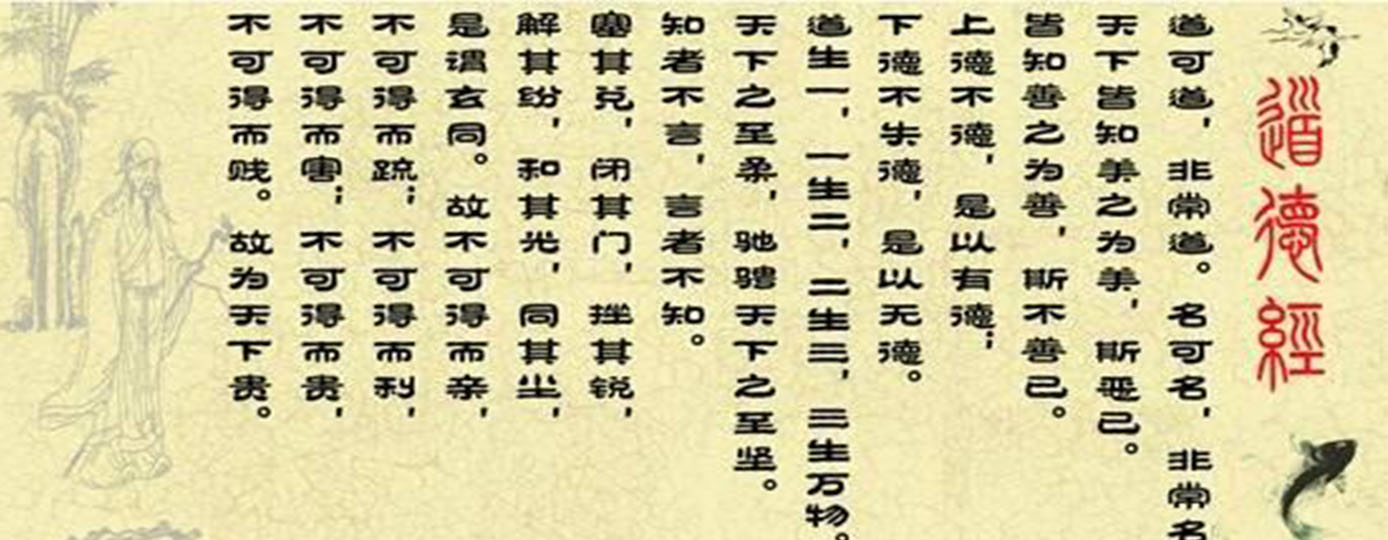 道德經
道可道，非常道。名可名，非常名
天下皆知美之为美，斯恶已。
皆知善之为善，斯不善已。
上德不德，是以有德；
下德不失德，是以无德。
道生一，一生二，二生三，三生万物。
天下之至柔，驰骋天下之至坚。
知者不言，言者不知。
塞其兑，闭其门，挫其锐，
解其纷，和其光，同其尘，
是谓玄同。故不可得而亲，
不可得而疏；不可得而利，
不可得而害；不可得而贵，
不可得而贱。故为天下贵。